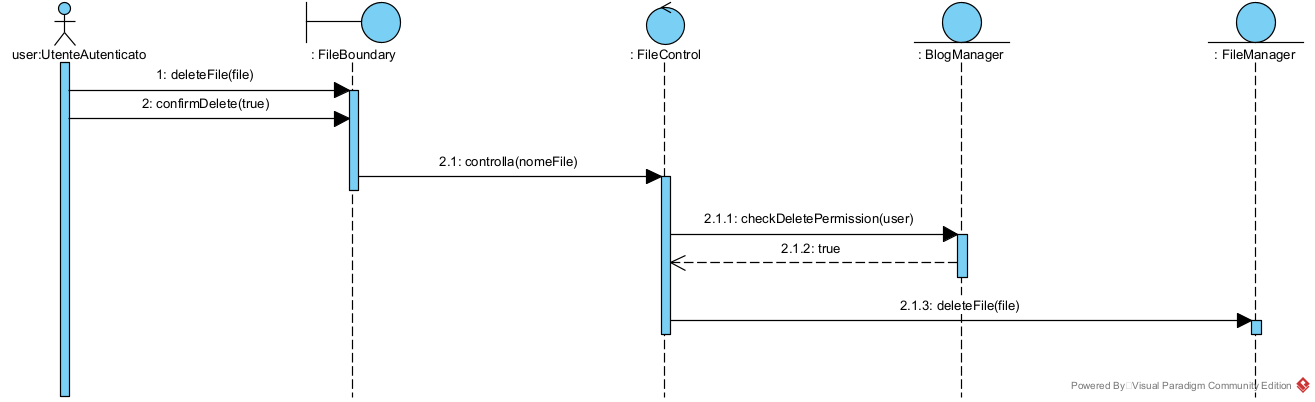 user:UtenteAutenticato
: FileBoundary
: FileControl
: BlogManager
: FileManager
1: deleteFile(file)
2: confirmDelete(true)
2.1: controlla(nomeFile)
2.1.1: checkDeletePermission(user)
2.1.2: true
2.1.3: deleteFile(file)
Powered By Visual Paradigm Community Edition